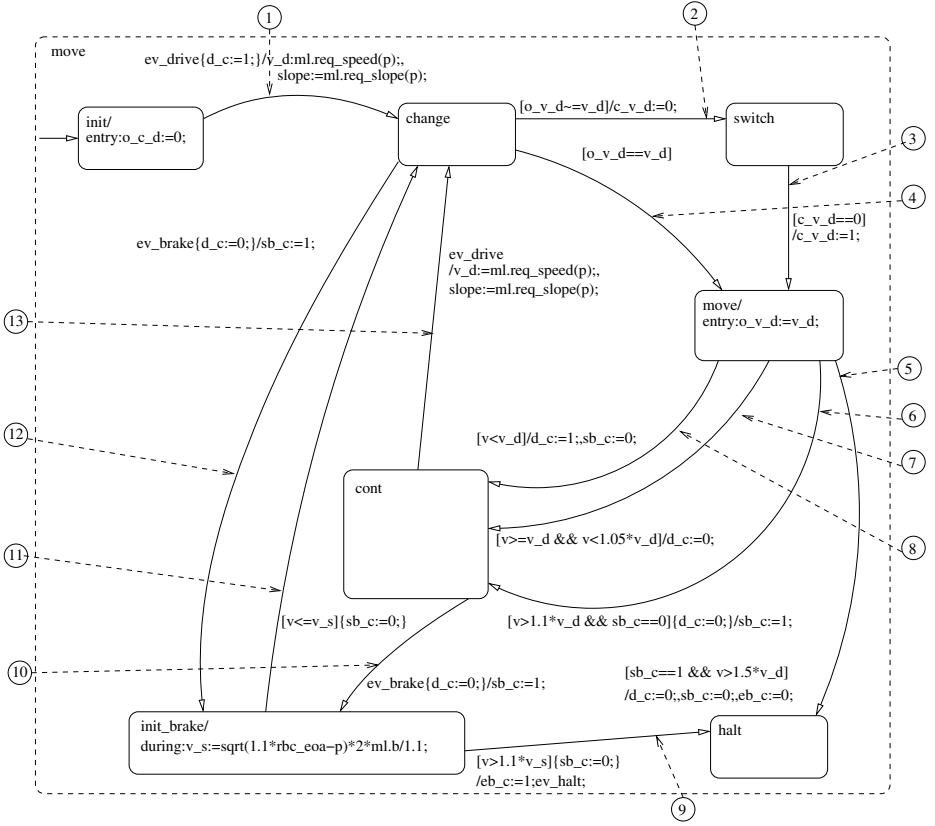 1
2
move
ev_drive{d_c:=1;}/v_d:ml.req_speed(p);,
slope:=ml.req_slope(p);
init/
entry:o_c_d:=0;
change
[o_v_d~=v_d]/c_v_d:=0;
switch
3
[o_v_d==v_d]
4
[c_v_d==0]
/c_v_d:=1;
ev_brake{d_c:=0;}/sb_c:=1;
ev_drive
/v_d:=ml.req_speed(p);,
slope:=ml.req_slope(p);
13
move/
entry:o_v_d:=v_d;
5
6
12
[v<v_d]/d_c:=1;,sb_c:=0;
7
cont
[v>=v_d && v<1.05*v_d]/d_c:=0;
8
11
[v<=v_s]{sb_c:=0;}
[v>1.1*v_d && sb_c==0]{d_c:=0;}/sb_c:=1;
10
ev_brake{d_c:=0;}/sb_c:=1;
[sb_c==1 && v>1.5*v_d]
/d_c:=0;,sb_c:=0;,eb_c:=0;
init_brake/
during:v_s:=sqrt(1.1*rbc_eoa−p)*2*ml.b/1.1;
halt
[v>1.1*v_s]{sb_c:=0;}
/eb_c:=1;ev_halt;
9